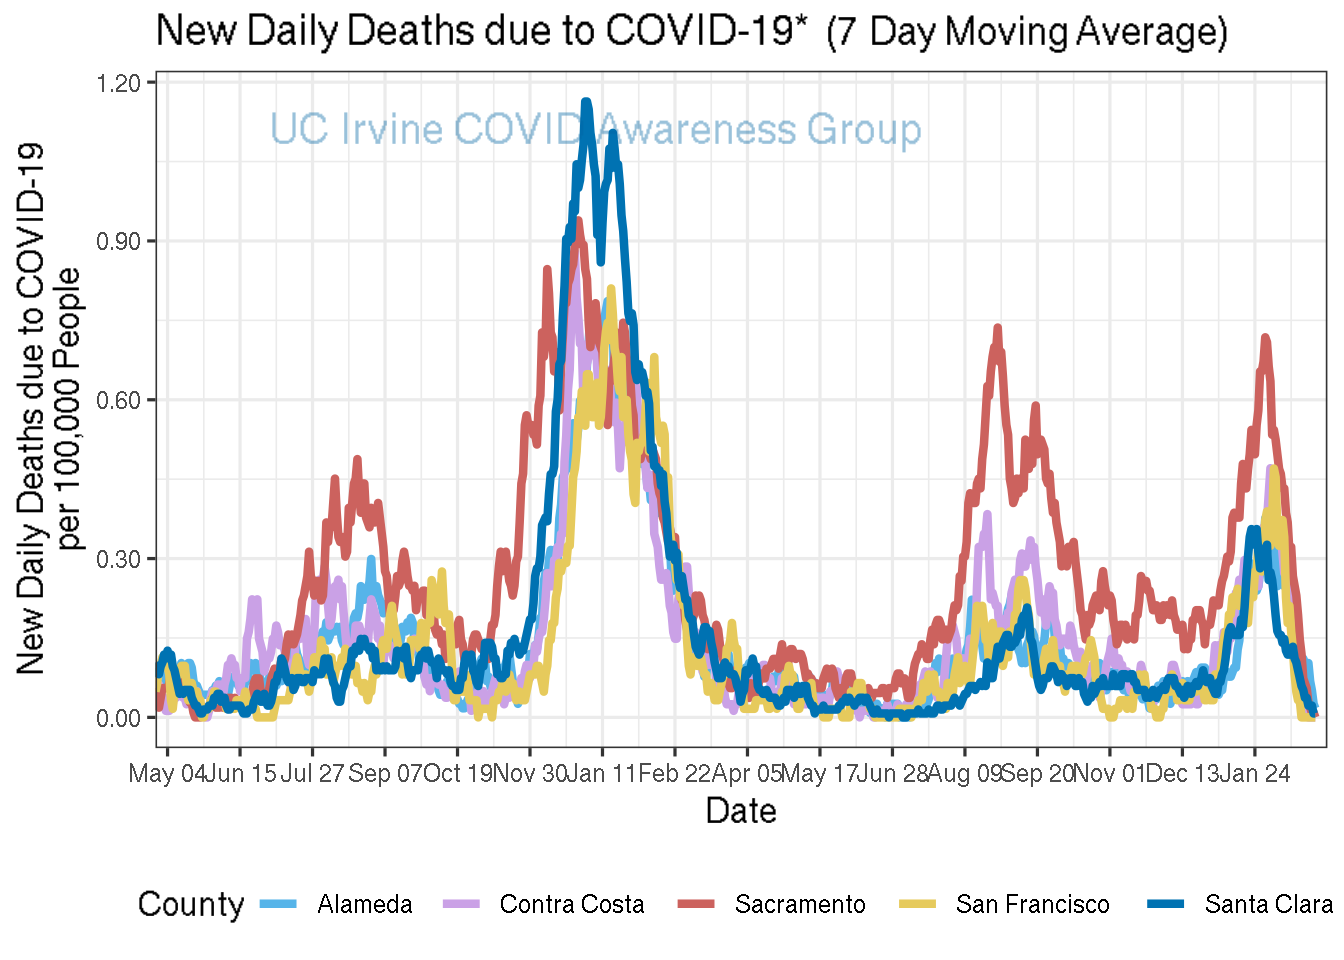 New Daily Deaths due to COVID-19* (7 Day Moving Average)
UC Irvine COVID Awareness Group
New Daily Deaths due to COVID-19
per 100,000 People
1.20
0.90
0.60
0.30
0.00
May 04 Jun 15 Jul 27 Sep 07 Oct 19 Nov 30 Jan 11 Feb 22 Apr 05 May 17 Jun 28 Aug 09 Sep 20 Nov 01 Dec 13 Jan 24
Date
County Alameda Contra Costa Sacramento San Francisco Santa Clara